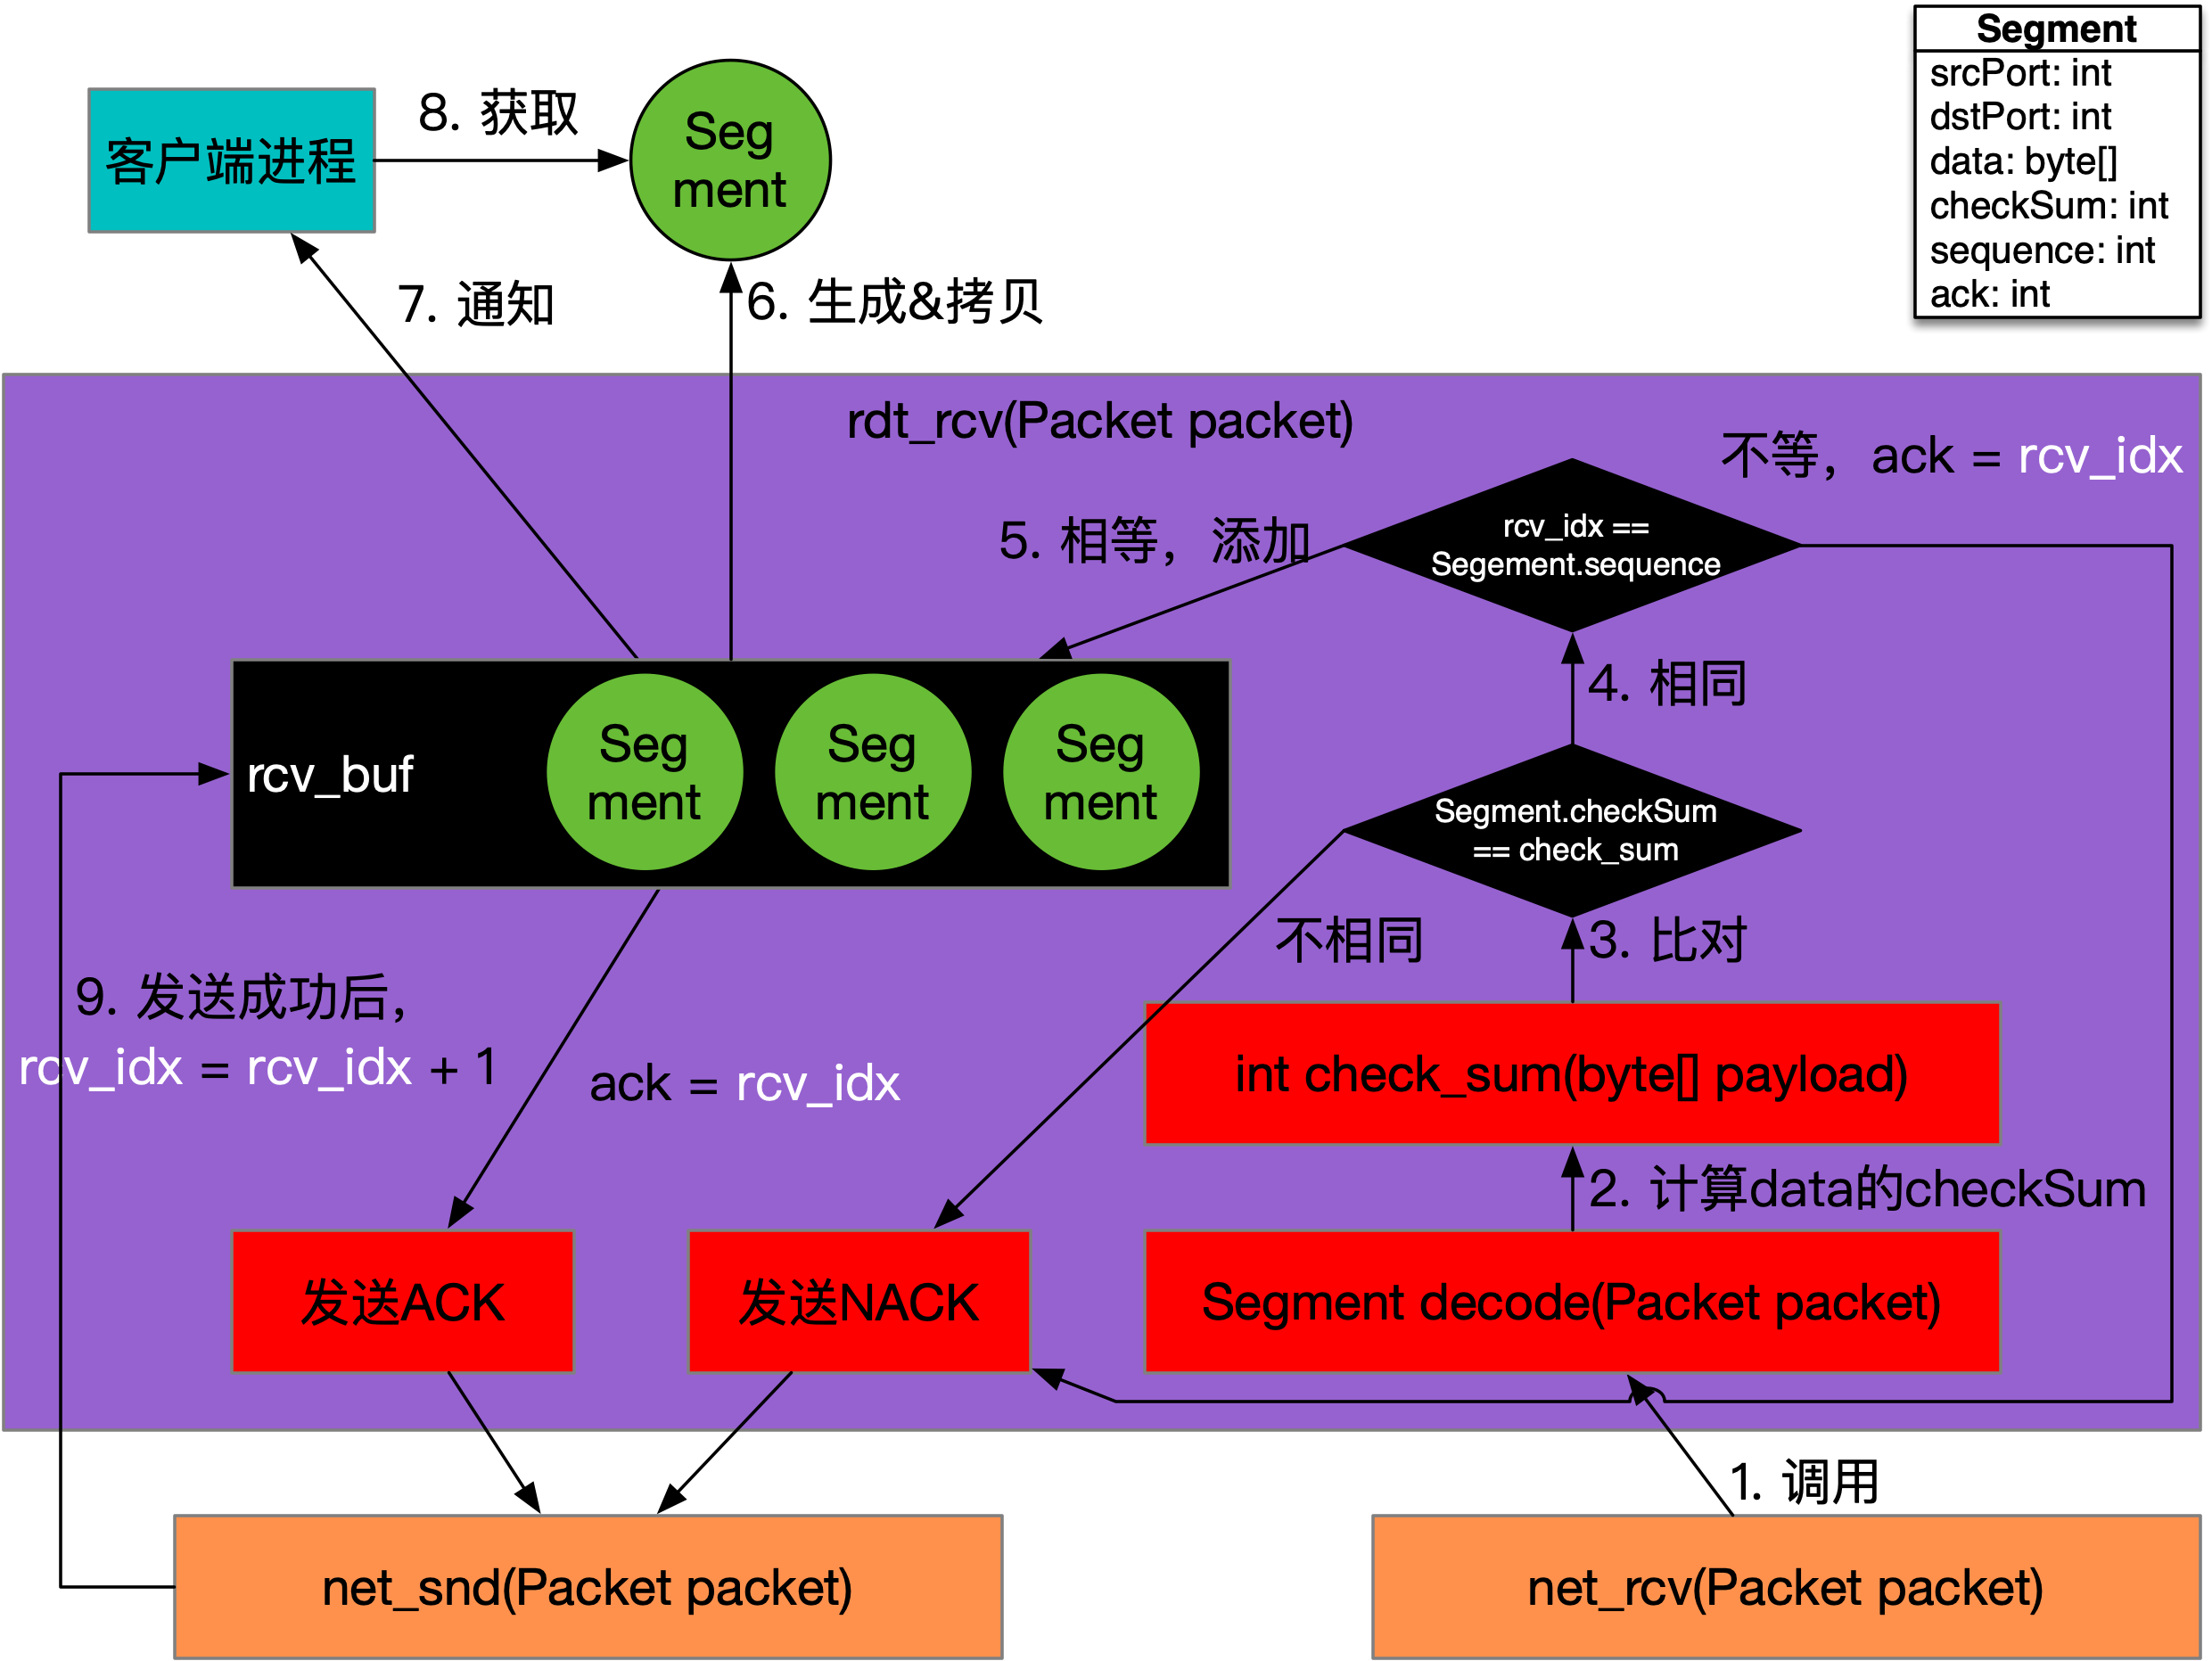 Segment
srcPort: int
dstPort: int
data: byte[]
checkSum: int
sequence: int
ack: int
客户端进程
8. 获取
Seg
ment
7. 通知
6. 生成&拷贝
rdt_rcv(Packet packet)
不等，ack = rcv_idx
rcv_idx ==
Segement.sequence
5. 相等，添加
4. 相同
rcv_buf
Seg
ment
Seg
ment
Seg
ment
Segment.checkSum
== check_sum
不相同
3. 比对
9. 发送成功后，
rcv_idx = rcv_idx + 1
ack = rcv_idx
int check_sum(byte[] payload)
2. 计算data的checkSum
发送ACK
发送NACK
Segment decode(Packet packet)
1. 调用
net_snd(Packet packet)
net_rcv(Packet packet)